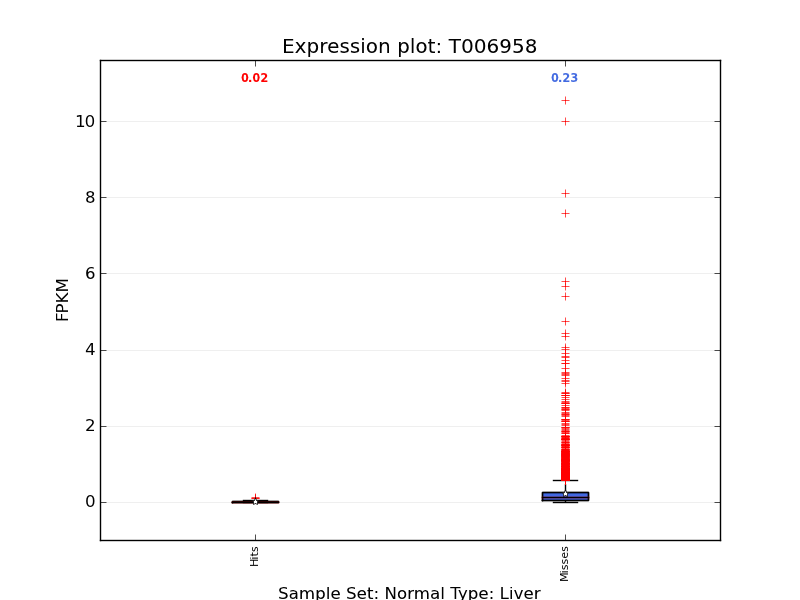 Expression plot: T006958
0.02
0.23
10
8
6
4
2
0
FPKM
Hits
Misses
Sample Set: Normal Type: Liver